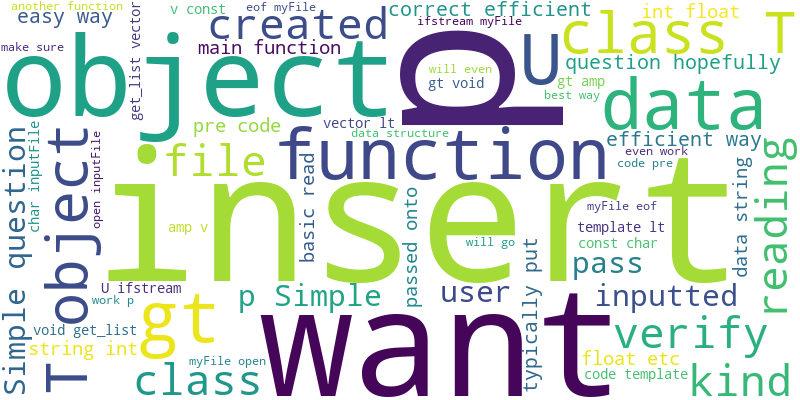 another function
easy way
make sure
v const
created
main function
eof myFile
ifstream myFile
correct efficient
int float
class T
object
get_list vector
p
will even
gt void
U
question hopefully
gt amp
best way
data
pre code
vector lt
data structure
file
function
efficient way
even work
code pre
Simple question
char inputFile
T object
open inputFile
basic read
insert
passed onto
amp v
will go
myFile eof
template lt
const char
pass
data string
reading
U ifstream
work p
p Simple
user
typically put
inputted
void get_list
string int
gt
want
verify
class
myFile open
float etc
code template
kind